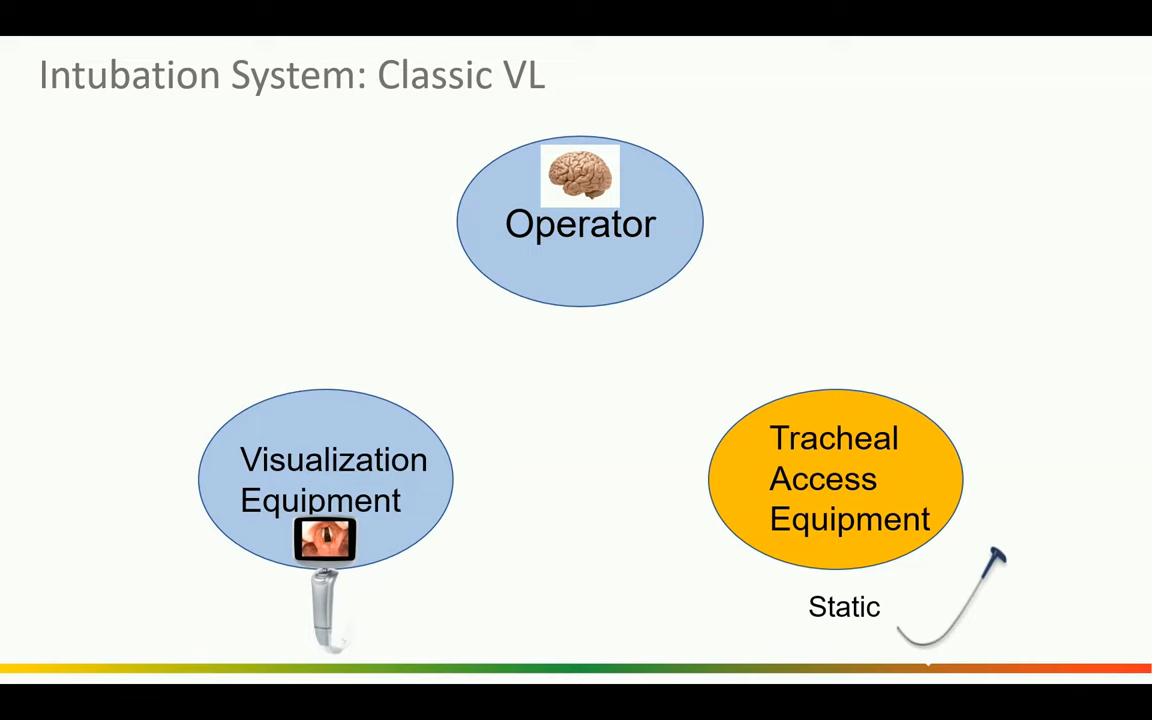 Intubation System: Classic VL
Operator
Visualization
Equipment
Tracheal
Access
Equipment
Static